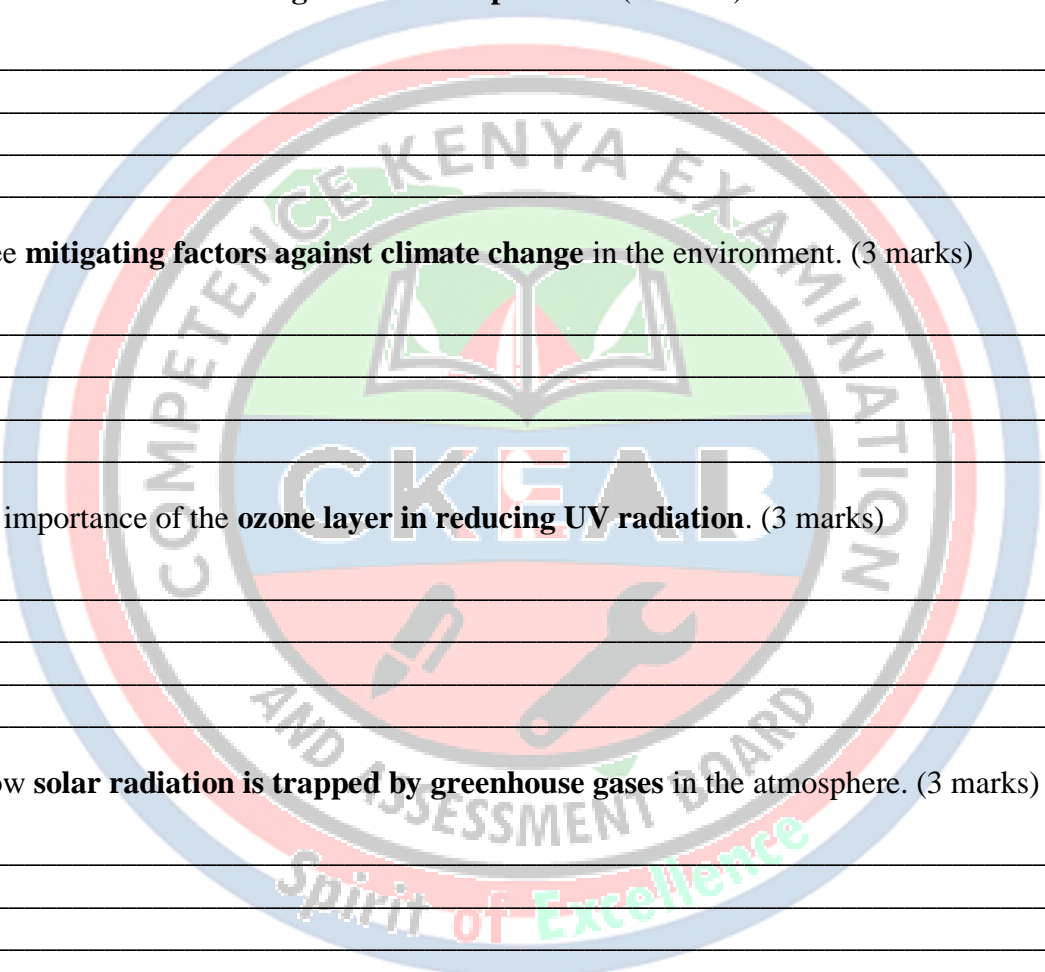 ee mitigating factors against climate change in the environment. (3 marks)
importance of the ozone layer in reducing UV radiation. (3 marks)
ow solar radiation is trapped by greenhouse gases in the atmosphere. (3 marks)
COMPETENCE KENYA EXAMINATION
CKEAB
AND ASSESSMENT BOARD
Spirit of Excellence